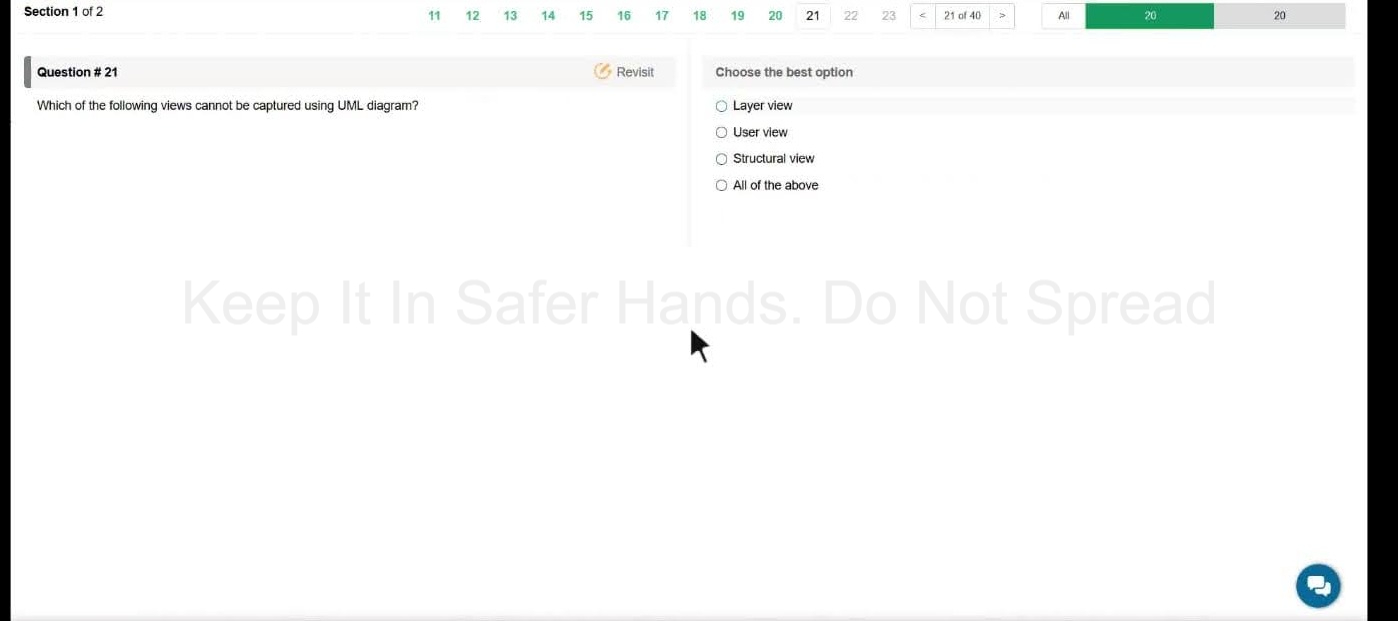 Section 1 of 2
11 12 13 14 15 16 17 18 19 20 21 22 23 < 21 of 40 > All 20 20
Question # 21
Revisit
Which of the following views cannot be captured using UML diagram?
Choose the best option
Layer view
User view
Structural view
All of the above
Keep It In Safer Hands. Do Not Spread